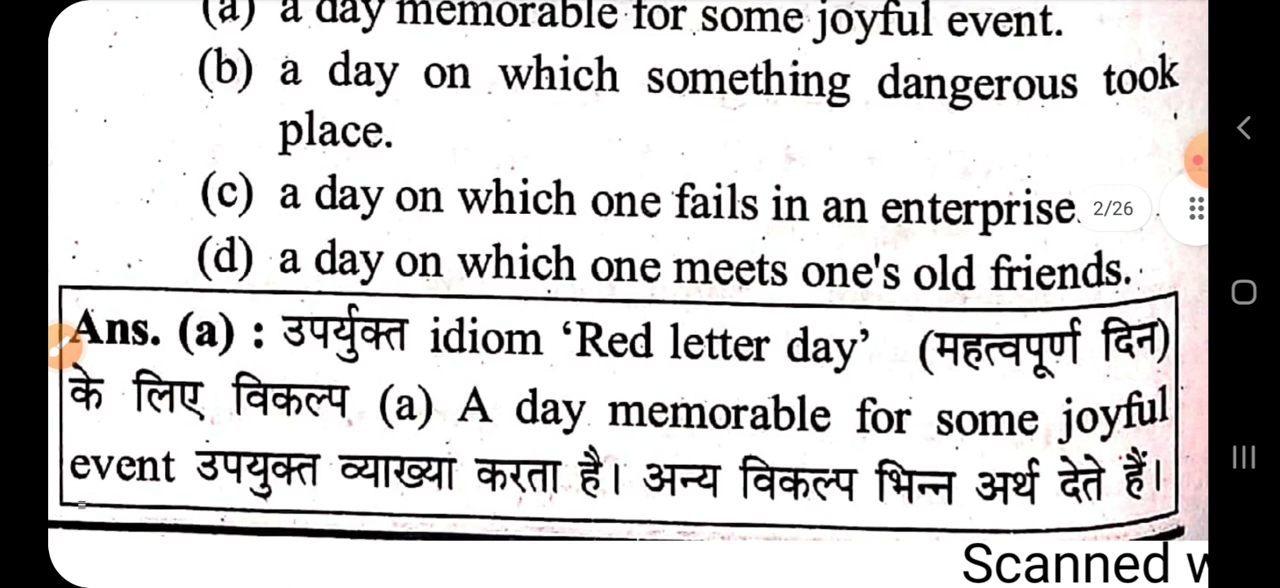 (a) a day memorable for some joyful event.
(b) a day on which something dangerous took
place.
(c) a day on which one fails in an enterprise.
2/26
(d) a day on which one meets one's old friends.
Ans. (a) : उपर्युक्त idiom ‘Red letter day’ (महत्वपूर्ण दिन)
के लिए विकल्प (a) A day memorable for some joyful
event उपयुक्त व्याख्या करता है। अन्य विकल्प भिन्न अर्थ देते हैं।
Scanned